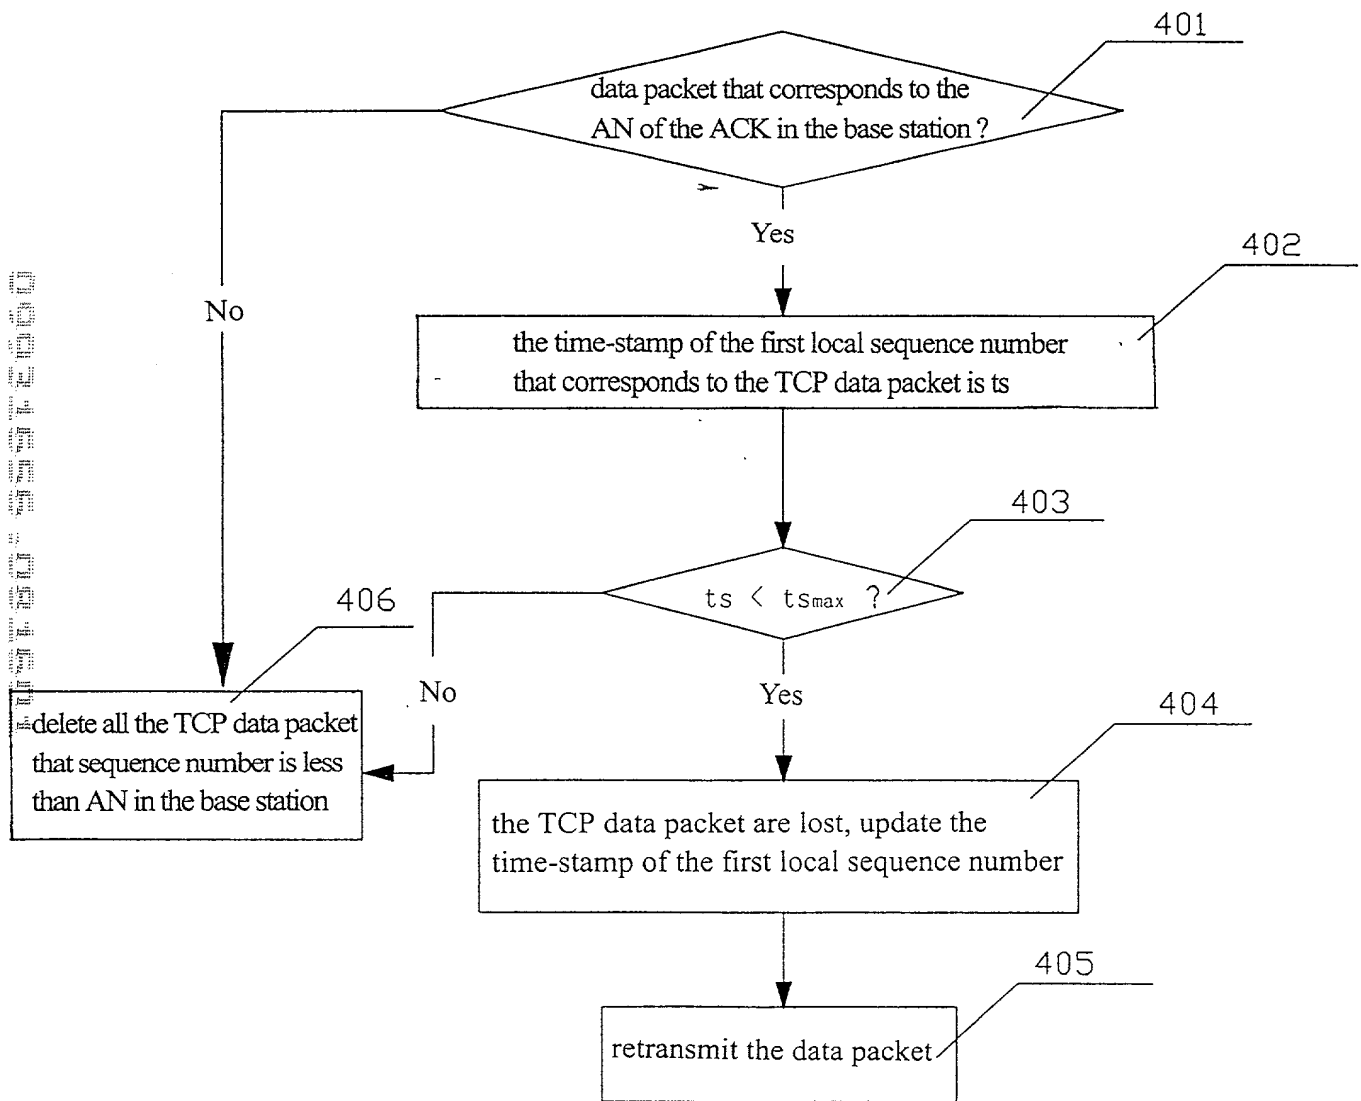 401
data packet that corresponds to the
AN of the ACK in the base station ?
Yes
402
No
the time-stamp of the first local sequence number
that corresponds to the TCP data packet is ts
403
ts < tsmax ?
406
No
Yes
404
delete all the TCP data packet
that sequence number is less
than AN in the base station
the TCP data packet are lost, update the
time-stamp of the first local sequence number
405
retransmit the data packet